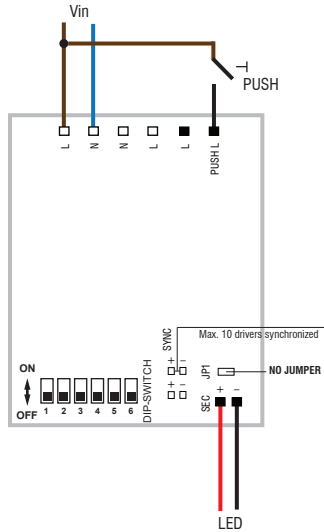 Vin
PUSH
L N N L L PUSH L
SYNC
Max. 10 drivers synchronized
+ −
+ −
JP1
NO JUMPER
ON
OFF
1 2 3 4 5 6
DIP-SWITCH
SEC
+ −
LED